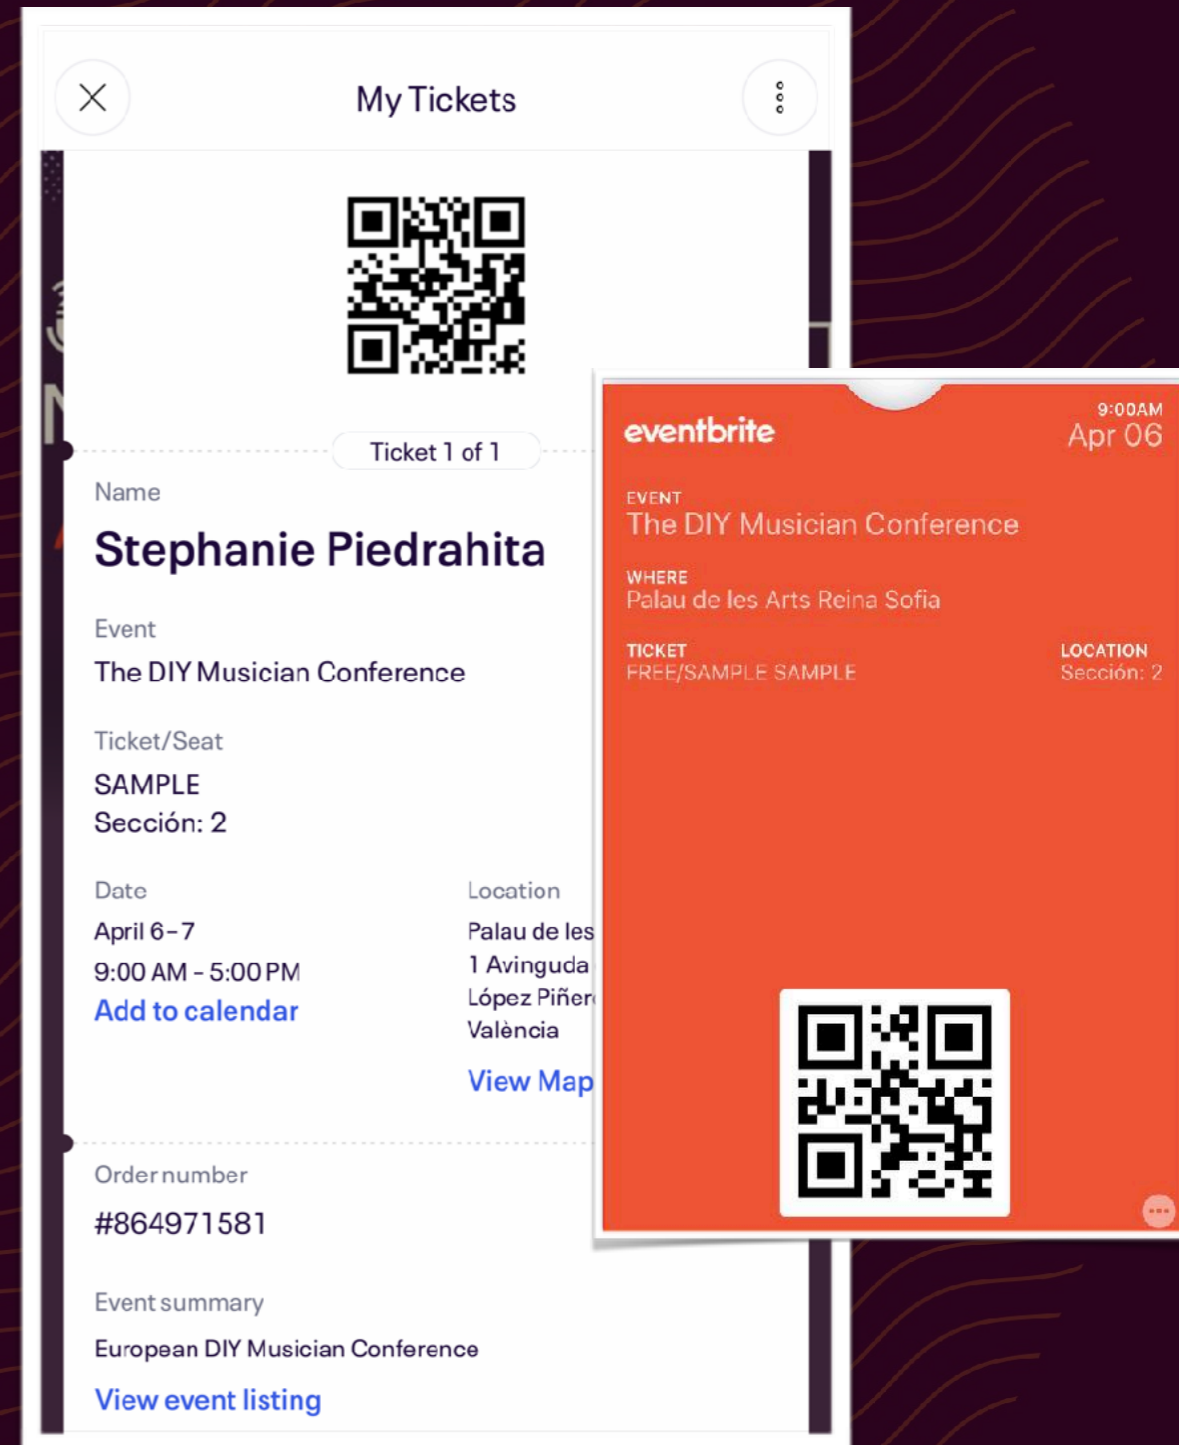 My Tickets
Ticket 1 of 1
Name
Stephanie Piedrahita
Event
The DIY Musician Conference
Ticket/Seat
SAMPLE
Sección: 2
Date
April 6–7
9:00 AM – 5:00 PM
Add to calendar
Location
Palau de les
1 Avinguda
López Piñer
València
View Map
Order number
#864971581
Event summary
European DIY Musician Conference
View event listing
eventbrite
9:00AM
Apr 06
EVENT
The DIY Musician Conference
WHERE
Palau de les Arts Reina Sofia
TICKET
FREE/SAMPLE SAMPLE
LOCATION
Sección: 2